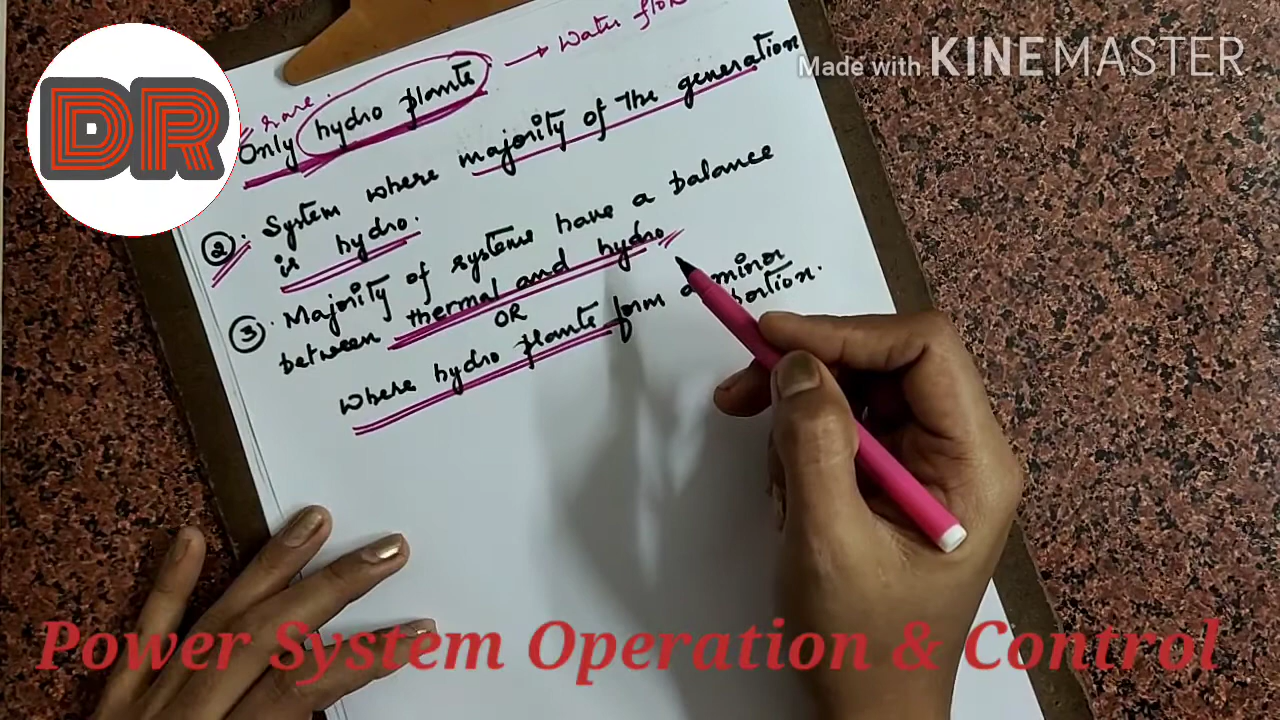 DR
Made with KINEMASTER
rare.
→ Water flow
Only hydro plants
② System where majority of the generation
is hydro.
③. Majority of systems have a balance
between thermal and hydro
OR
Where hydro plants form a minor
portion.
Power System Operation & Control